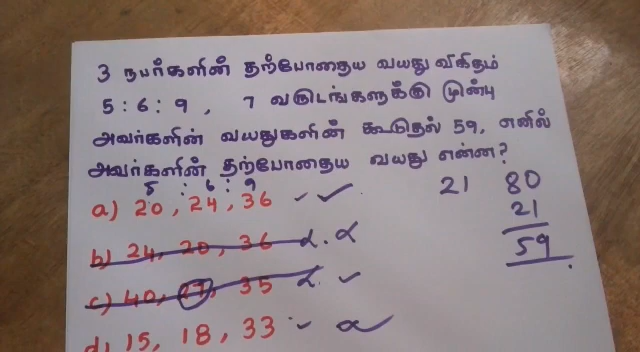 3 நபர்களின் தற்போதைய வயது விகிதம்
5 : 6 : 9 , 7 வருடங்களுக்கு முன்பு
அவர்களின் வயதுகளின் கூடுதல் 59, எனில்
அவர்களின் தற்போதைய வயது என்ன?
5 : 6 : 9
a) 20 , 24 , 36
b) 24, 20, 36
c) 40, 27, 35
d) 15, 18, 33
21 80
21
59